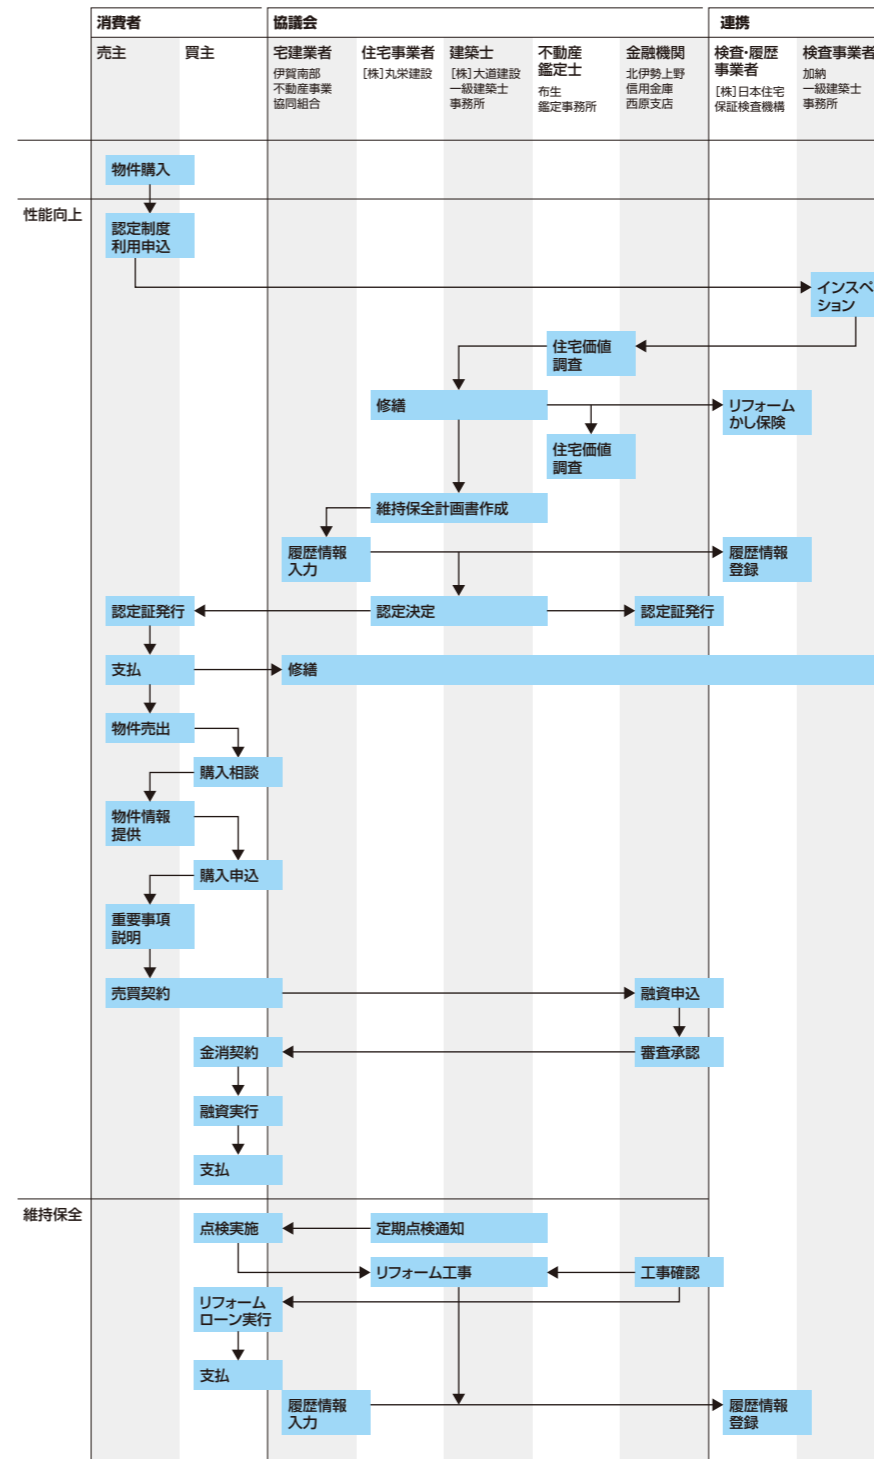 消費者
協議会
連携
売主
買主
宅建業者
伊賀南部
不動産事業
協同組合
住宅事業者
[株]丸栄建設
建築士
[株]大道建設
一級建築士
事務所
不動産
鑑定士
布生
鑑定事務所
金融機関
北伊勢上野
信用金庫
西原支店
検査・履歴
事業者
[株]日本住宅
保証検査機構
検査事業者
加納
一級建築士
事務所
物件購入
性能向上
認定制度
利用申込
インスペ
ション
住宅価値
調査
修繕
リフォーム
かし保険
住宅価値
調査
維持保全計画書作成
履歴情報
入力
履歴情報
登録
認定証発行
認定決定
認定証発行
支払
修繕
物件売出
購入相談
物件情報
提供
購入申込
重要事項
説明
売買契約
融資申込
金消契約
審査承認
融資実行
支払
維持保全
点検実施
定期点検通知
リフォーム工事
工事確認
リフォーム
ローン実行
支払
履歴情報
入力
履歴情報
登録